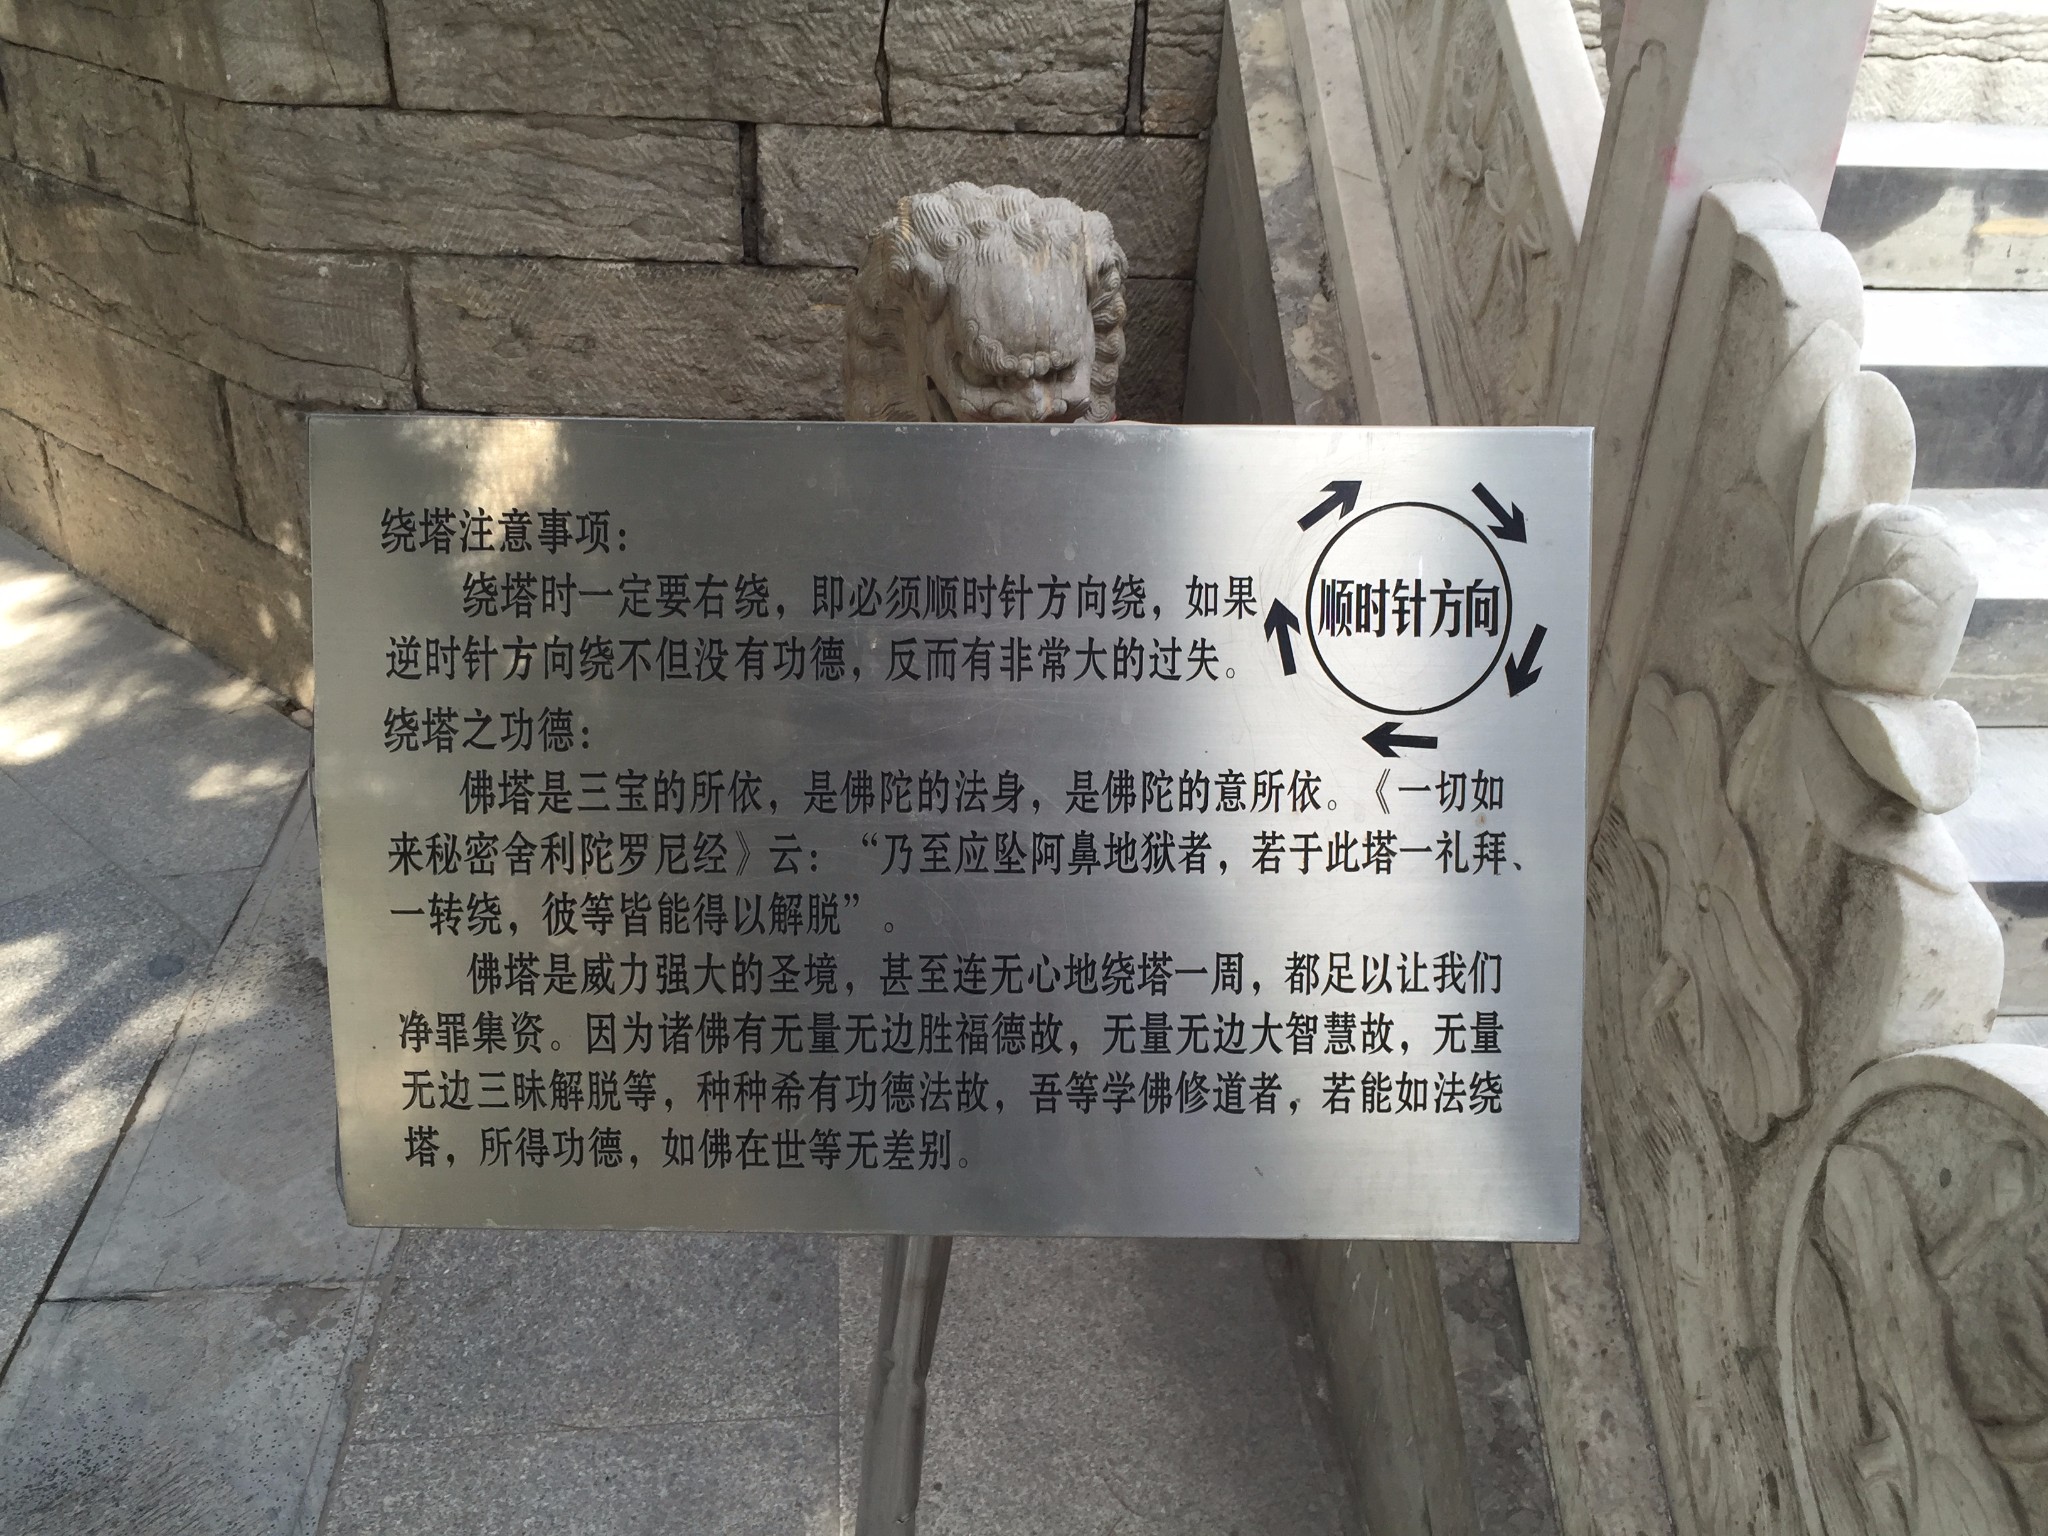 绕塔注意事项：
绕塔时一定要右绕，即必须顺时针方向绕，如果
逆时针方向绕不但没有功德，反而有非常大的过失。
顺时针方向
绕塔之功德：
佛塔是三宝的所依，是佛陀的法身，是佛陀的意所依。《一切如
来秘密舍利陀罗尼经》云：“乃至应坠阿鼻地狱者，若于此塔一礼拜、
一转绕，彼等皆能得以解脱”。
佛塔是威力强大的圣境，甚至连无心地绕塔一周，都足以让我们
净罪集资。因为诸佛有无量无边胜福德故，无量无边大智慧故，无量
无边三昧解脱等，种种希有功德法故，吾等学佛修道者，若能如法绕
塔，所得功德，如佛在世等无差别。